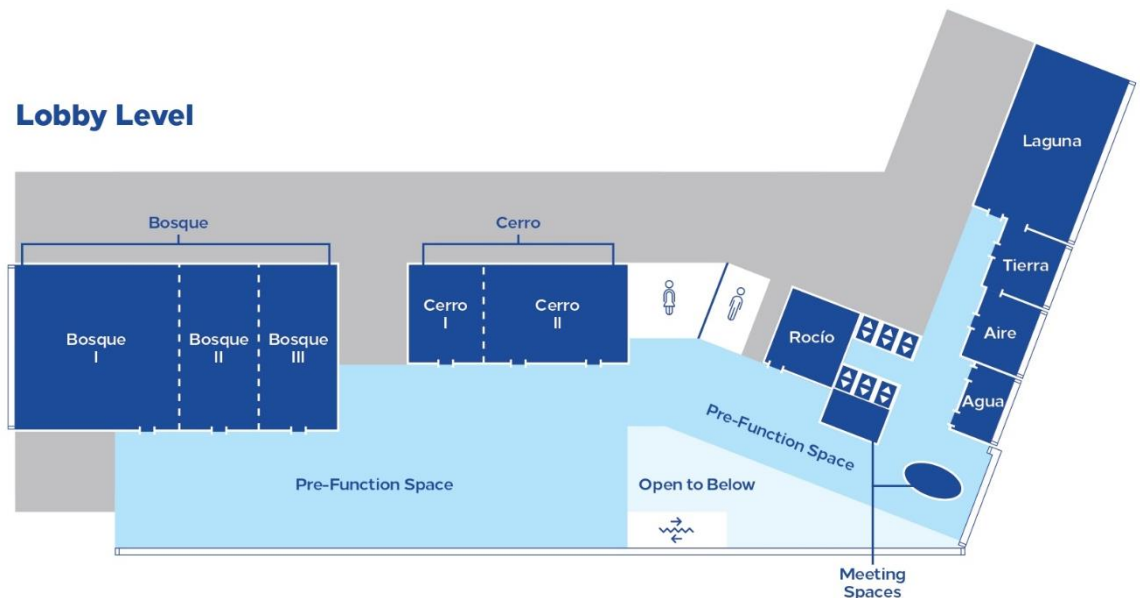 Lobby Level
Bosque
Cerro
Laguna
Tierra
Aire
Agua
Bosque
I
Bosque
II
Bosque
III
Cerro
I
Cerro
II
Rocío
Pre-Function Space
Pre-Function Space
Open to Below
Meeting
Spaces